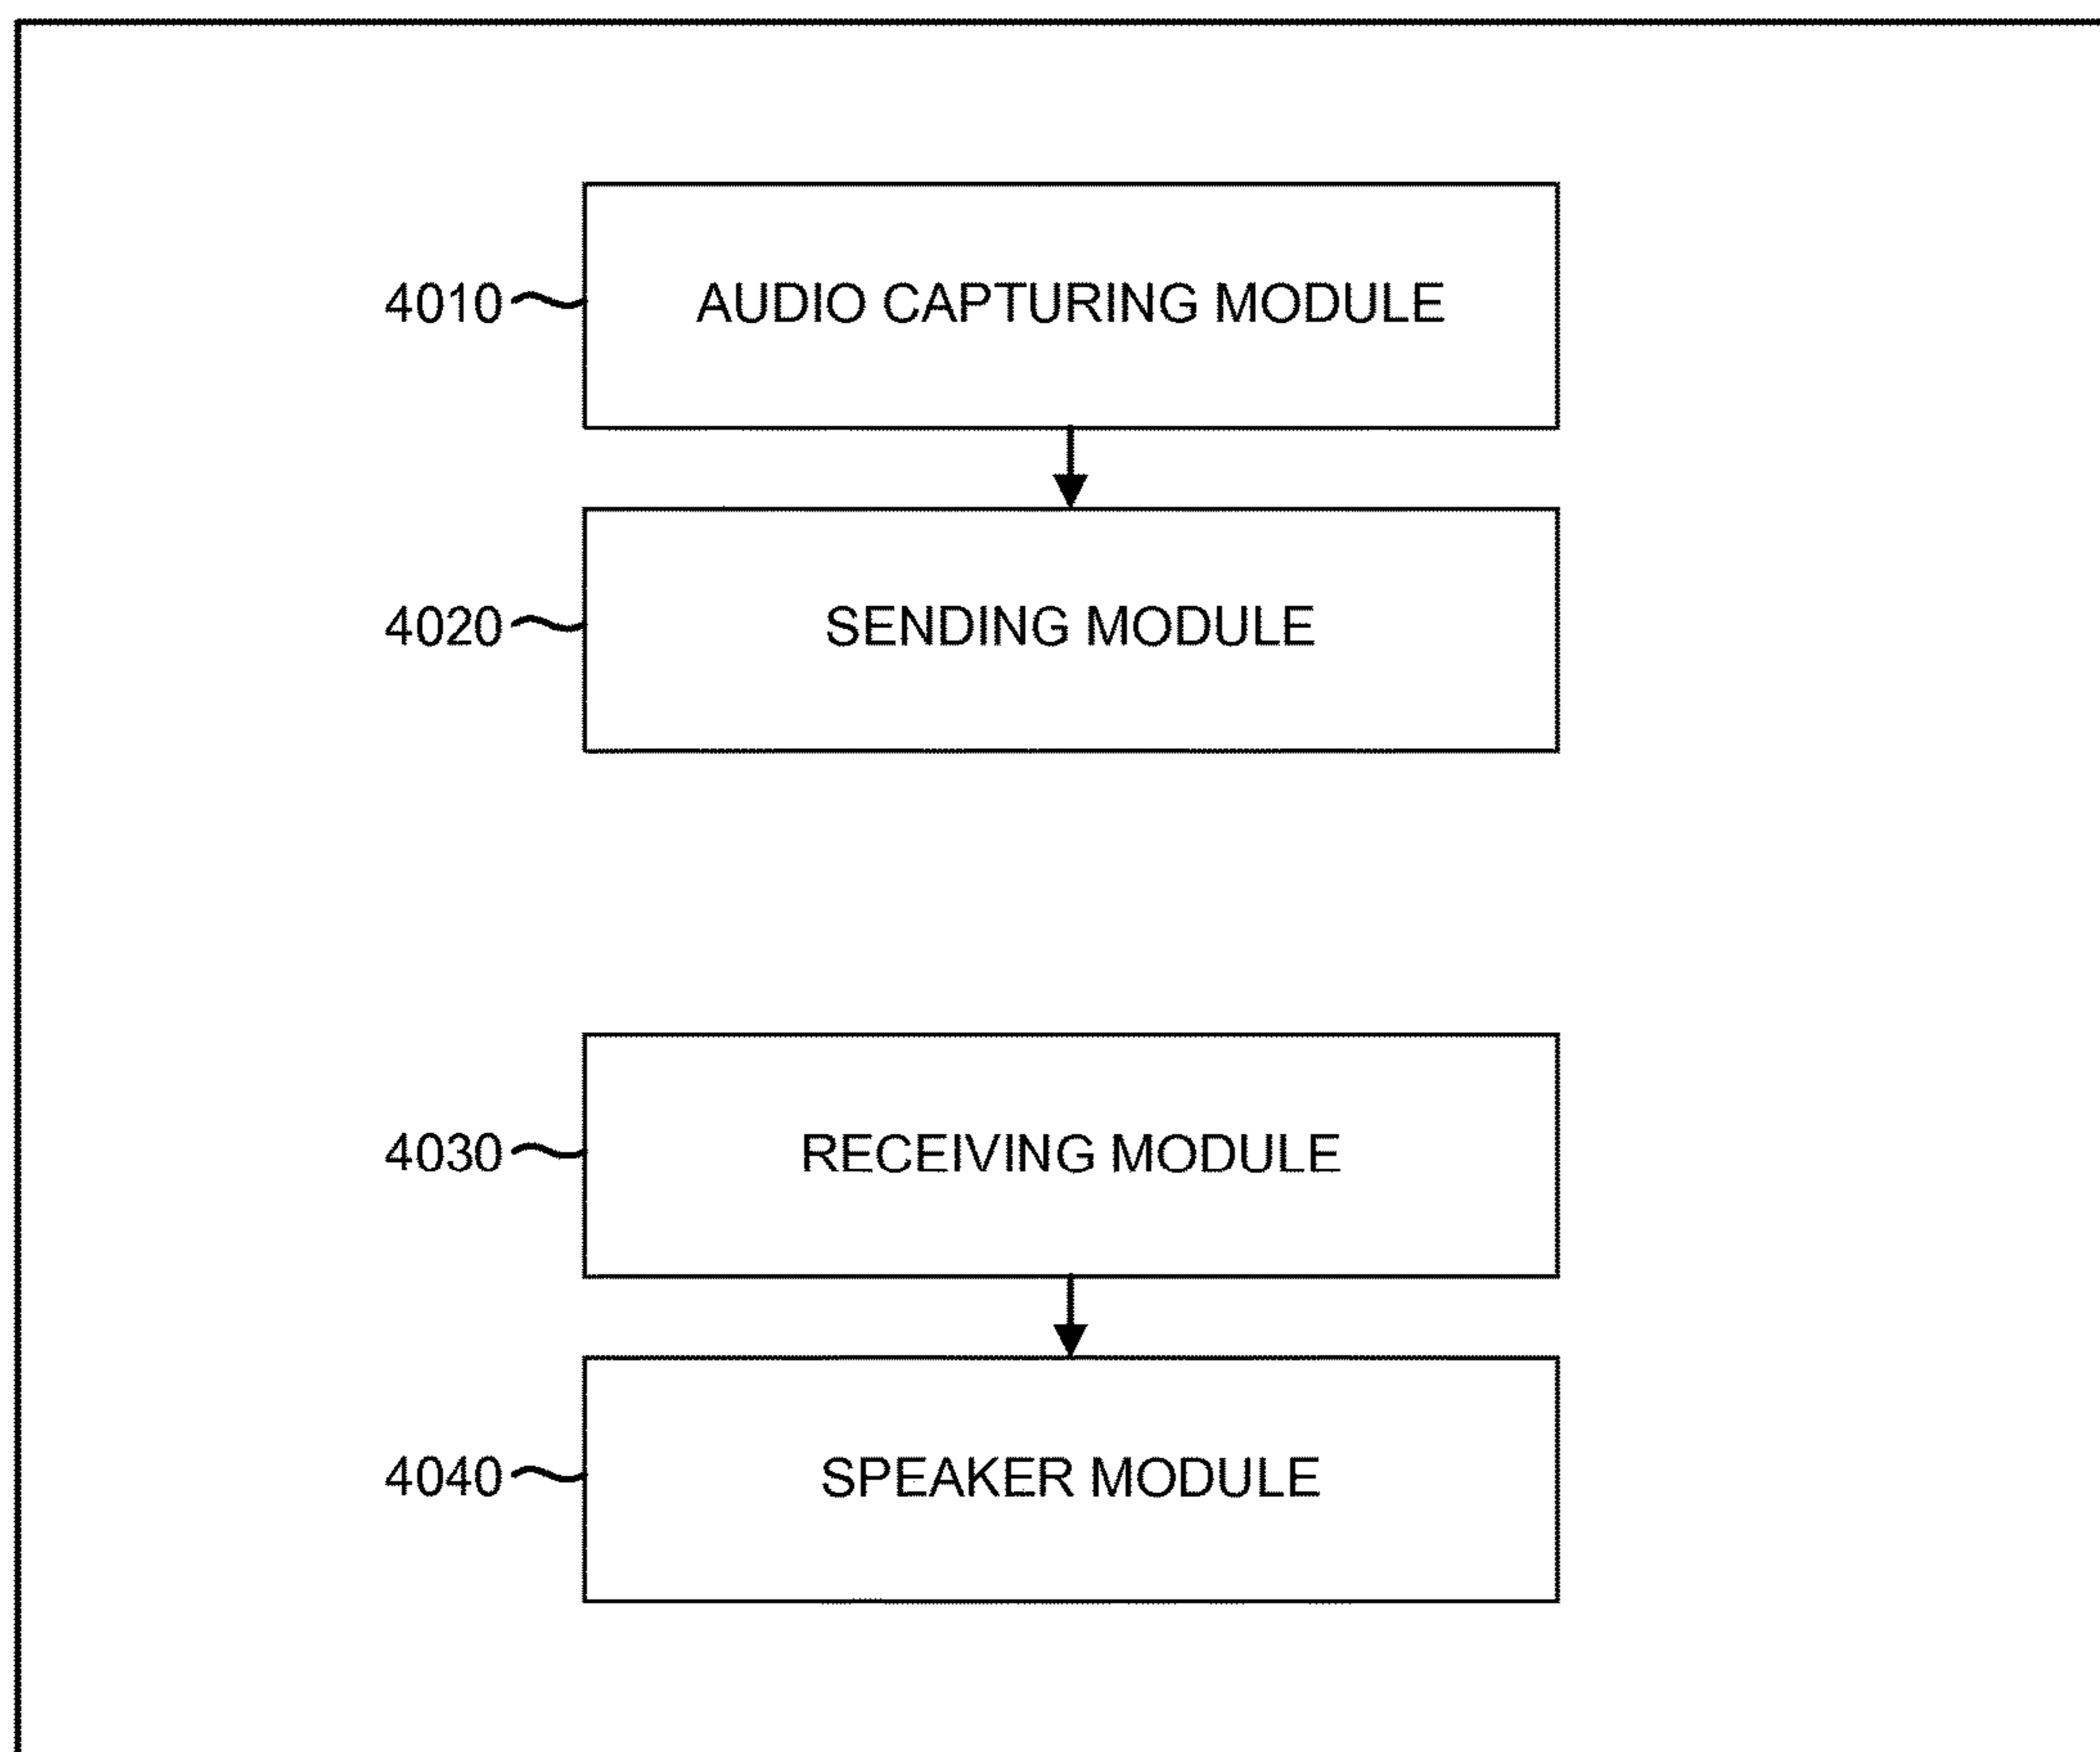 4010 AUDIO CAPTURING MODULE
4020 SENDING MODULE
4030 RECEIVING MODULE
4040 SPEAKER MODULE